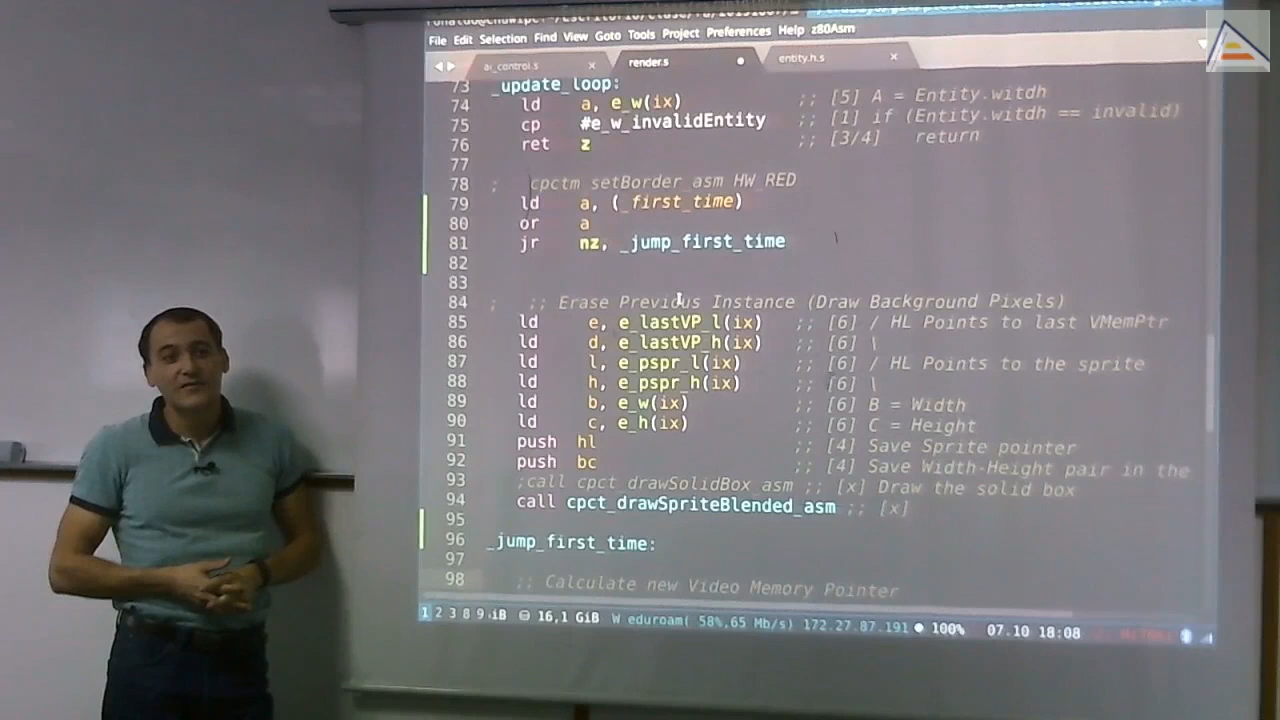 File Edit Selection Find View Goto Tools Project Preferences Help z80Asm
ai_control.s render.s entity.h.s
73 _update_loop:
74 ld a, e_w(ix) ;; [5] A = Entity.witdh
75 cp #e_w_invalidEntity ;; [1] if (Entity.witdh == invalid)
76 ret z ;; [3/4] return
77
78 ; cpctm_setBorder_asm HW_RED
79 ld a, (_first_time)
80 or a
81 jr nz, _jump_first_time
82
83
84 ; ;; Erase Previous Instance (Draw Background Pixels)
85 ld e, e_lastVP_l(ix) ;; [6] / HL Points to last VMemPtr
86 ld d, e_lastVP_h(ix) ;; [6] \
87 ld l, e_pspr_l(ix) ;; [6] / HL Points to the sprite
88 ld h, e_pspr_h(ix) ;; [6] \
89 ld b, e_w(ix) ;; [6] B = Width
90 ld c, e_h(ix) ;; [6] C = Height
91 push hl ;; [4] Save Sprite pointer
92 push bc ;; [4] Save Width-Height pair in the
93 ;call cpct_drawSolidBox_asm ;; [x] Draw the solid box
94 call cpct_drawSpriteBlended_asm ;; [x]
95
96 _jump_first_time:
97
98 ;; Calculate new Video Memory Pointer
1 2 3 8 9 iB 16,1 GiB W eduroam( 58%,65 Mb/s) 172.27.87.191 100% 07.10 18:08